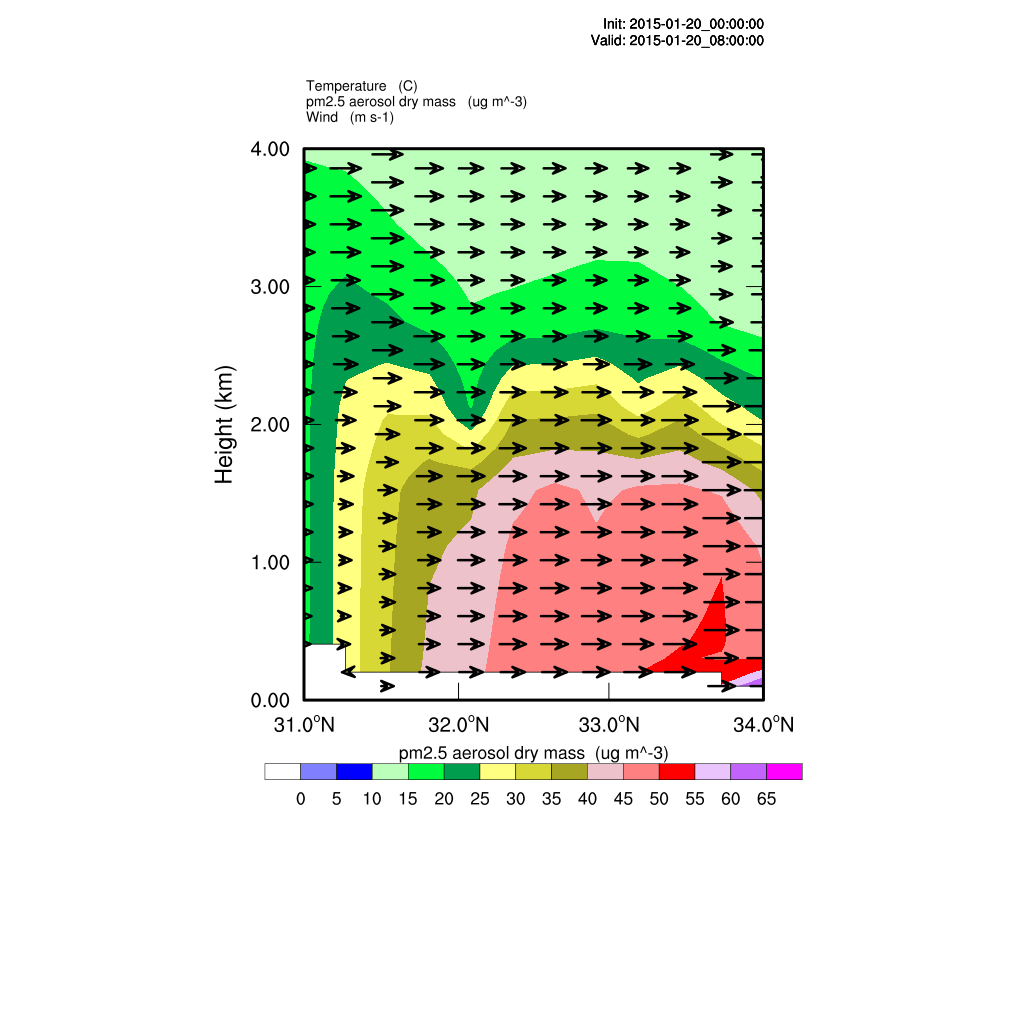 Init: 2015-01-20_00:00:00
Valid: 2015-01-20_08:00:00
Temperature (C)
pm2.5 aerosol dry mass (ug m^-3)
Wind (m s-1)
4.00
3.00
2.00
1.00
0.00
Height (km)
31.0°N 32.0°N 33.0°N 34.0°N
pm2.5 aerosol dry mass (ug m^-3)
0 5 10 15 20 25 30 35 40 45 50 55 60 65